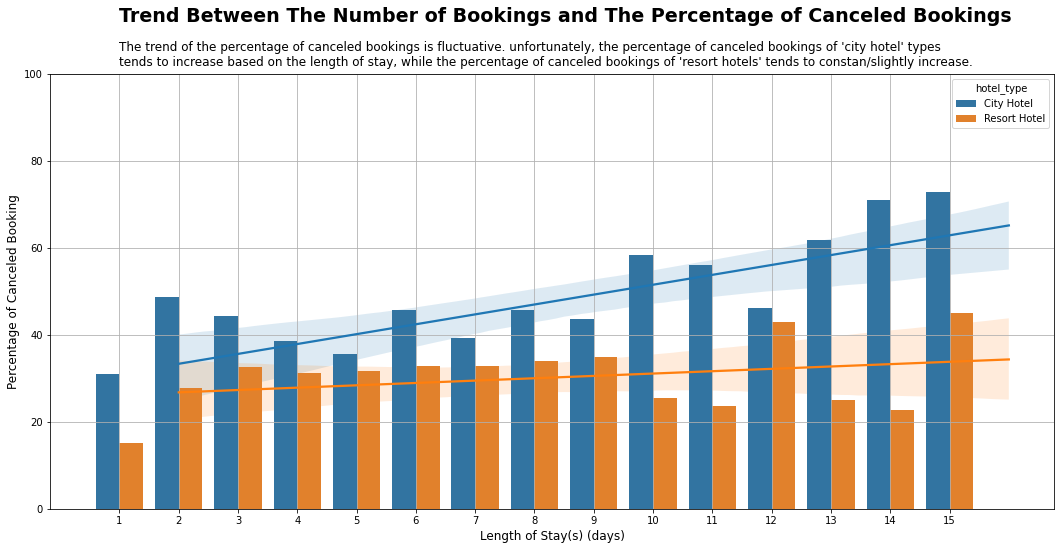 Trend Between The Number of Bookings and The Percentage of Canceled Bookings
The trend of the percentage of canceled bookings is fluctuative. unfortunately, the percentage of canceled bookings of 'city hotel' types
tends to increase based on the length of stay, while the percentage of canceled bookings of 'resort hotels' tends to constan/slightly increase.
hotel_type
City Hotel
Resort Hotel
Percentage of Canceled Booking
100
80
60
40
20
0
1 2 3 4 5 6 7 8 9 10 11 12 13 14 15
Length of Stay(s) (days)